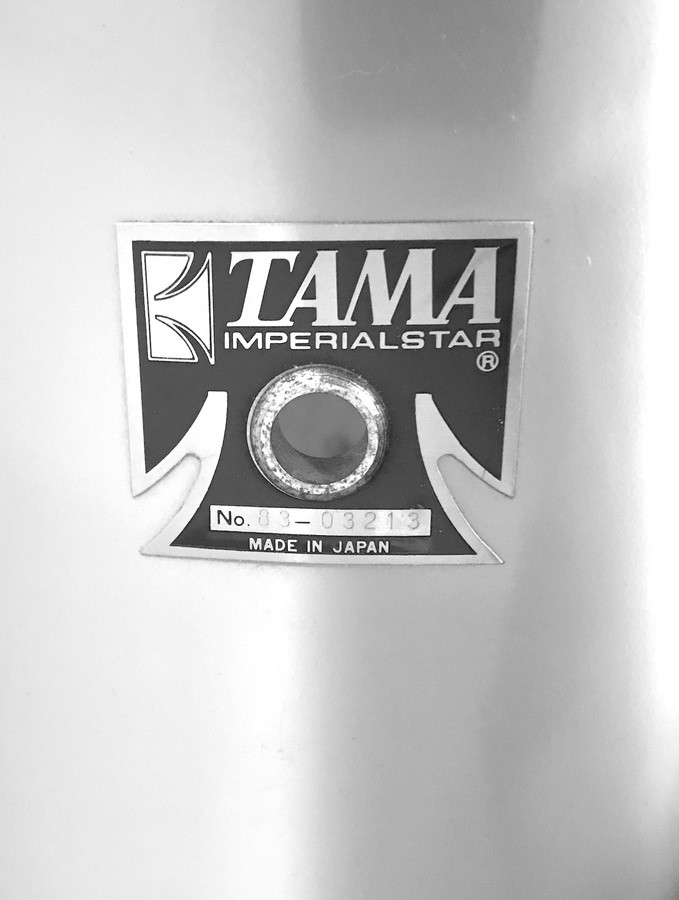 TAMA
IMPERIALSTAR
®
No. 83-03213
MADE IN JAPAN